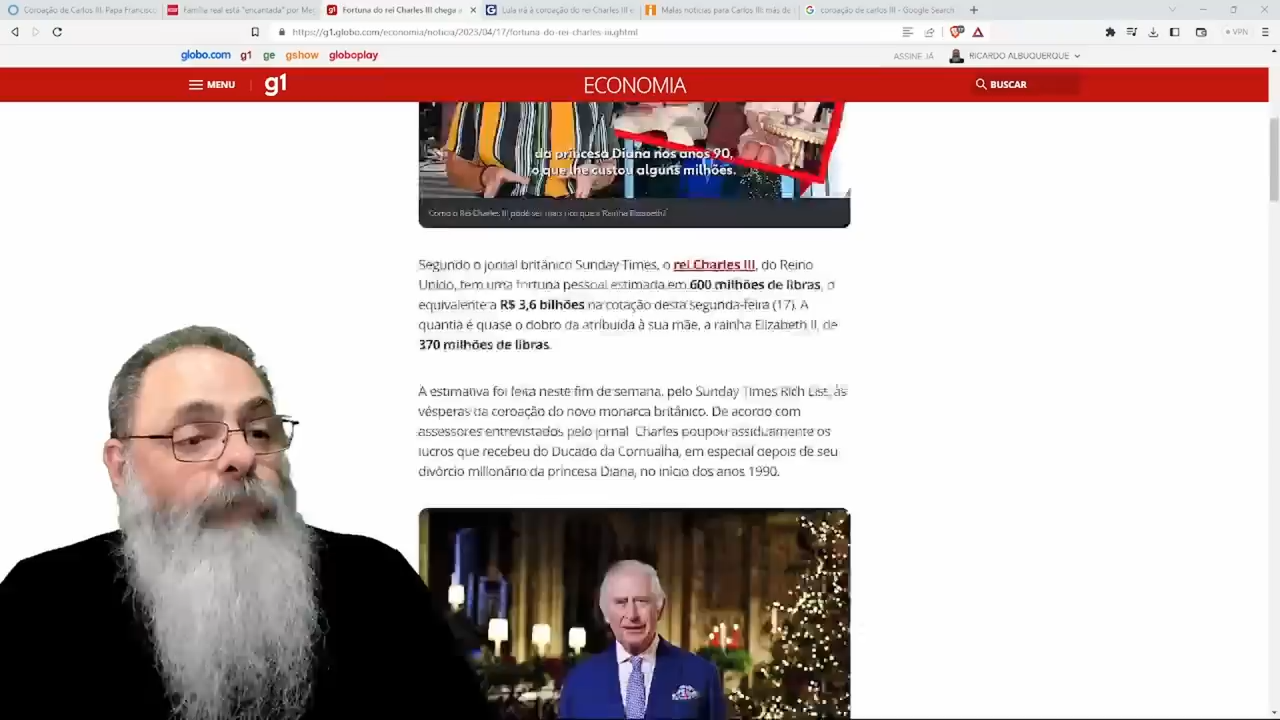 Coroação de Carlos III: Papa Francisco
Família real está "encantada" por Meg
Fortuna do rei Charles III chega a
Lula irá à coroação do rei Charles III e
Malas noticias para Carlos III: más de
coroação de carlos III - Google Search
https://g1.globo.com/economia/noticia/2023/04/17/fortuna-do-rei-charles-iii.ghtml
VPN
globo.com g1 ge gshow globoplay
ASSINE JÁ
RICARDO ALBUQUERQUE
MENU
g1
ECONOMIA
BUSCAR
da princesa Diana nos anos 90,
o que lhe custou alguns milhões.
Como o Rei Charles III pode ser mais rico que a Rainha Elizabeth
Segundo o jornal britânico Sunday Times, o rei Charles III, do Reino
Unido, tem uma fortuna pessoal estimada em 600 milhões de libras, o
equivalente a R$ 3,6 bilhões na cotação desta segunda-feira (17). A
quantia é quase o dobro da atribuída à sua mãe, a rainha Elizabeth II, de
370 milhões de libras.
A estimativa foi feita neste fim de semana, pelo Sunday Times Rich List, às
vésperas da coroação do novo monarca britânico. De acordo com
assessores entrevistados pelo jornal, Charles poupou assiduamente os
lucros que recebeu do Ducado da Cornualha, em especial depois de seu
divórcio milionário da princesa Diana, no início dos anos 1990.